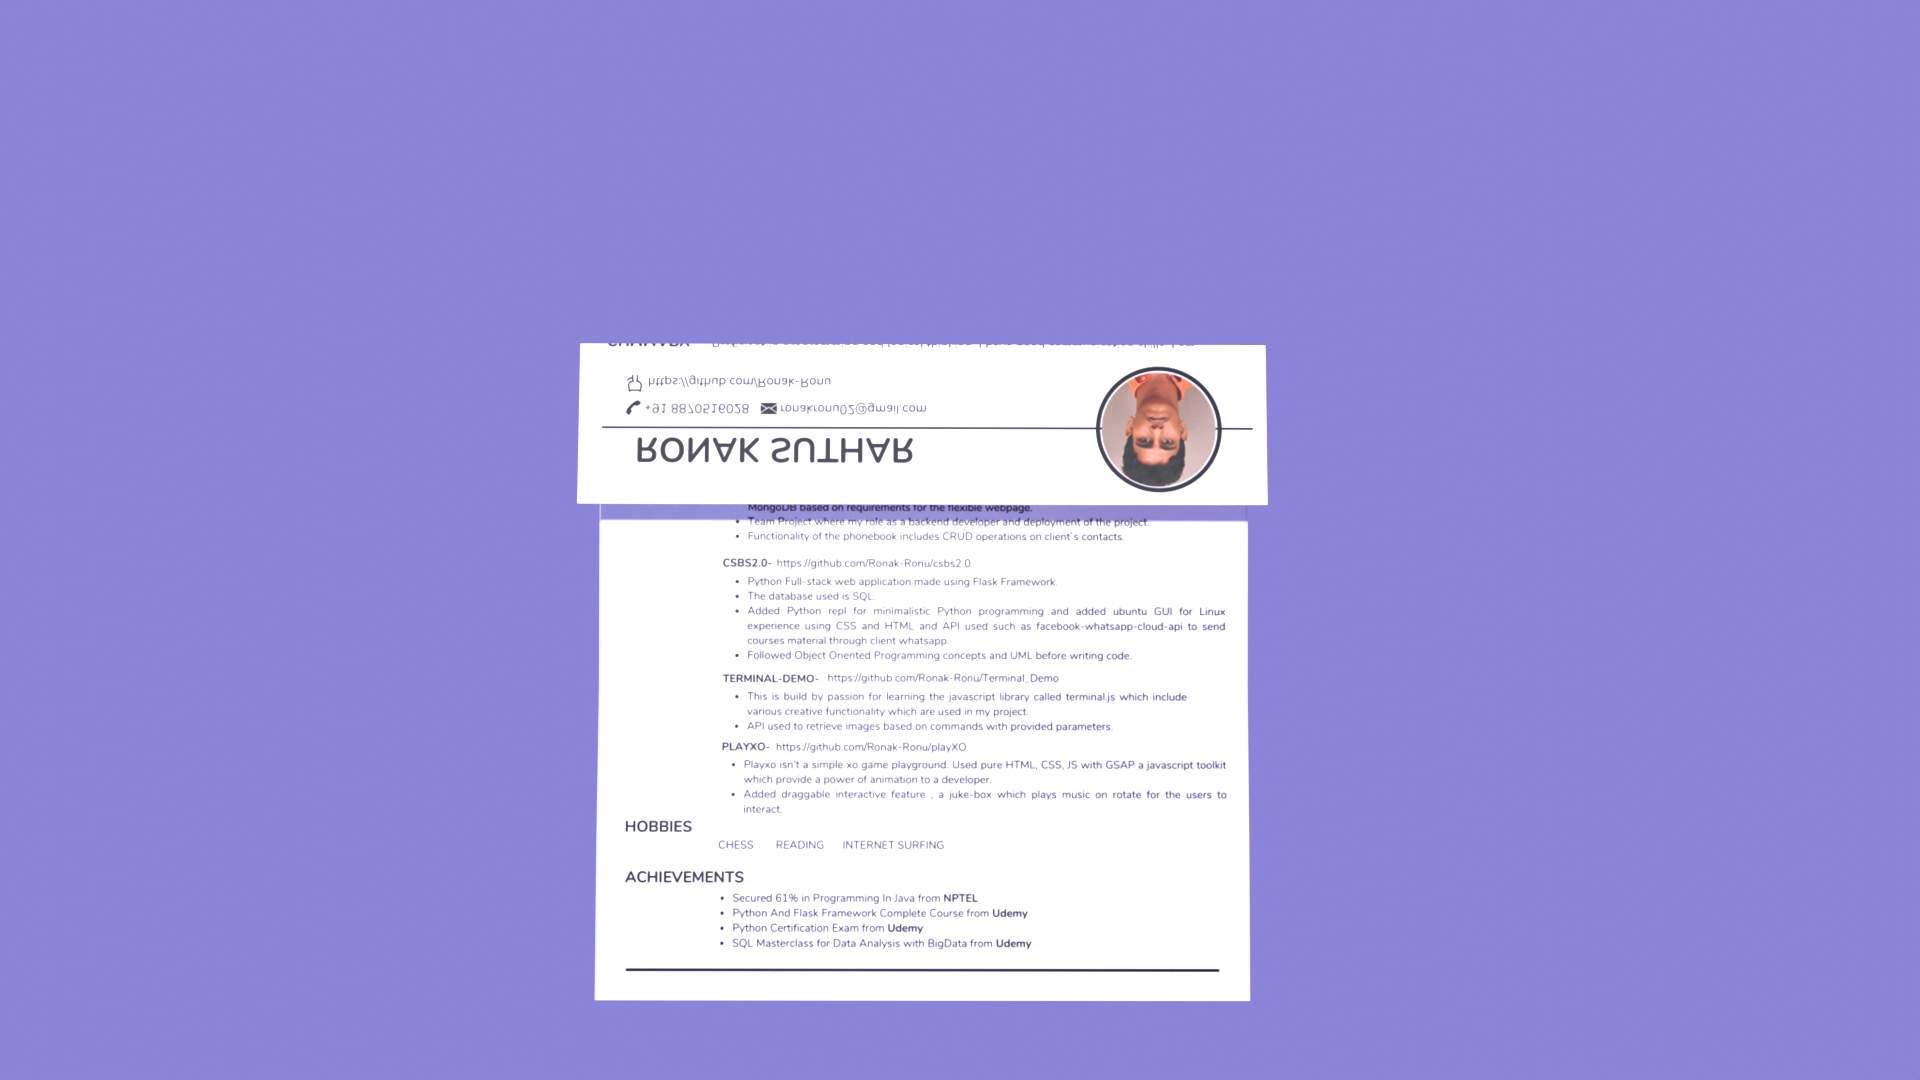 SUMMARY
https://github.com/Ronak-Ronu
+91 8870516028 ronakronu02@gmail.com
RONAK SUTHAR
MongoDB based on requirements for the flexible webpage.
• Team Project where my role as a backend developer and deployment of the project.
• Functionality of the phonebook includes CRUD operations on client's contacts.
CSBS2.0- https://github.com/Ronak-Ronu/csbs2.0
• Python Full-stack web application made using Flask Framework.
• The database used is SQL.
• Added Python repl for minimalistic Python programming and added ubuntu GUI for Linux
experience using CSS and HTML and API used such as facebook-whatsapp-cloud-api to send
courses material through client whatsapp.
• Followed Object Oriented Programming concepts and UML before writing code.
TERMINAL-DEMO- https://github.com/Ronak-Ronu/Terminal_Demo
• This is build by passion for learning the javascript library called terminal.js which include
various creative functionality which are used in my project.
• API used to retrieve images based on commands with provided parameters.
PLAYXO- https://github.com/Ronak-Ronu/playXO
• Playxo isn't a simple xo game playground. Used pure HTML, CSS, JS with GSAP a javascript toolkit
which provide a power of animation to a developer.
• Added draggable interactive feature , a juke-box which plays music on rotate for the users to
interact.
HOBBIES
CHESS READING INTERNET SURFING
ACHIEVEMENTS
• Secured 61% in Programming In Java from NPTEL
• Python And Flask Framework Complete Course from Udemy
• Python Certification Exam from Udemy
• SQL Masterclass for Data Analysis with BigData from Udemy